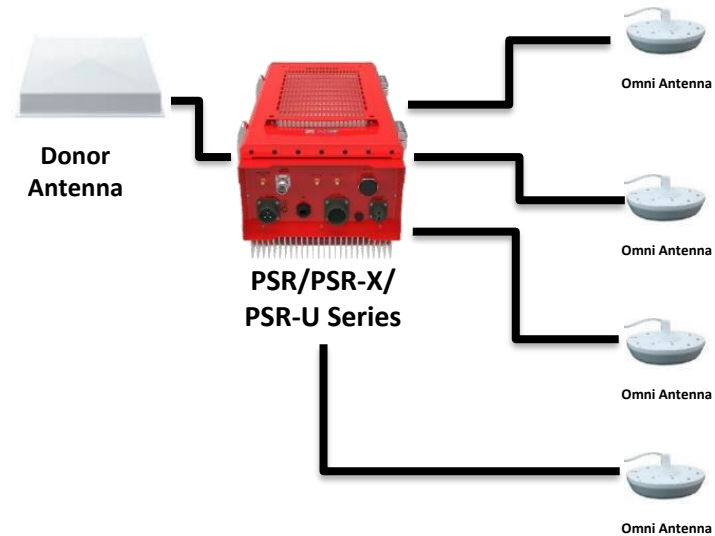 Omni Antenna
Donor
Antenna
Omni Antenna
PSR/PSR-X/
PSR-U Series
Omni Antenna
Omni Antenna